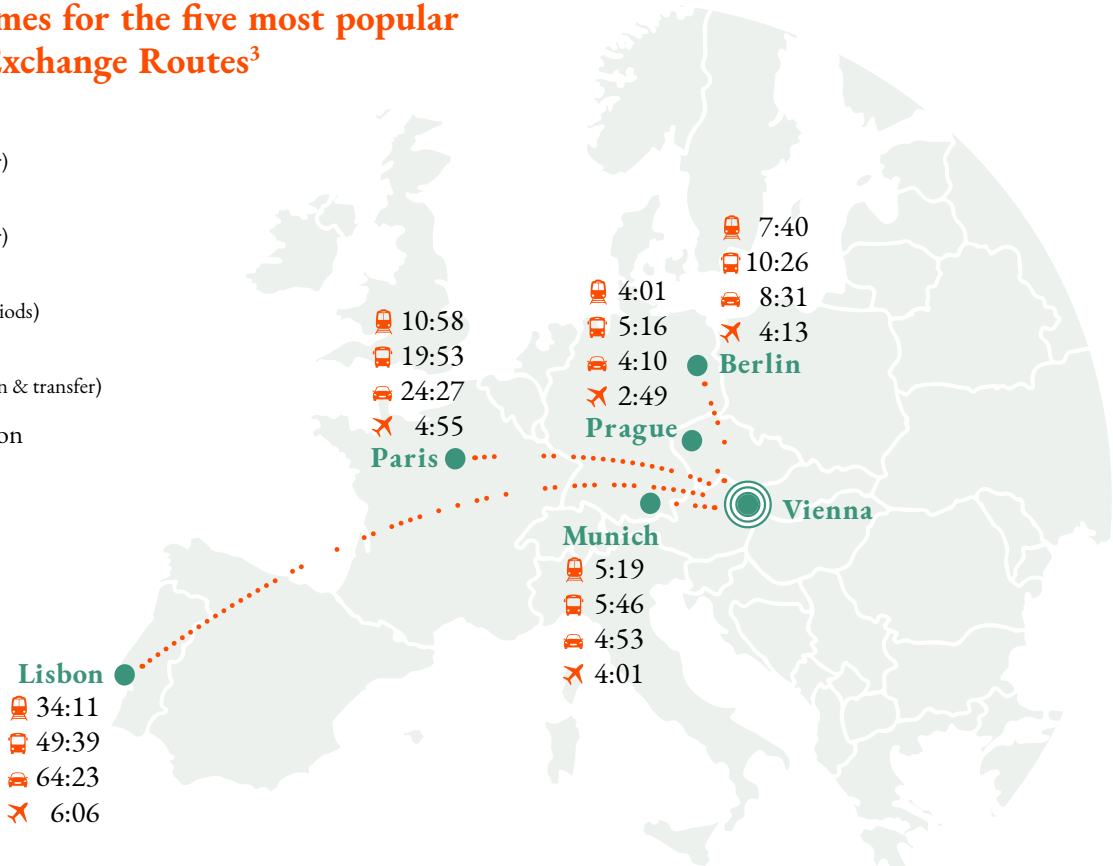 mes for the five most popular
Exchange Routes³
r)
r)
iods)
n & transfer)
on
7:40
10:26
8:31
4:13
Berlin
4:01
5:16
4:10
2:49
Prague
10:58
19:53
24:27
4:55
Paris
Vienna
Munich
5:19
5:46
4:53
4:01
Lisbon
34:11
49:39
64:23
6:06